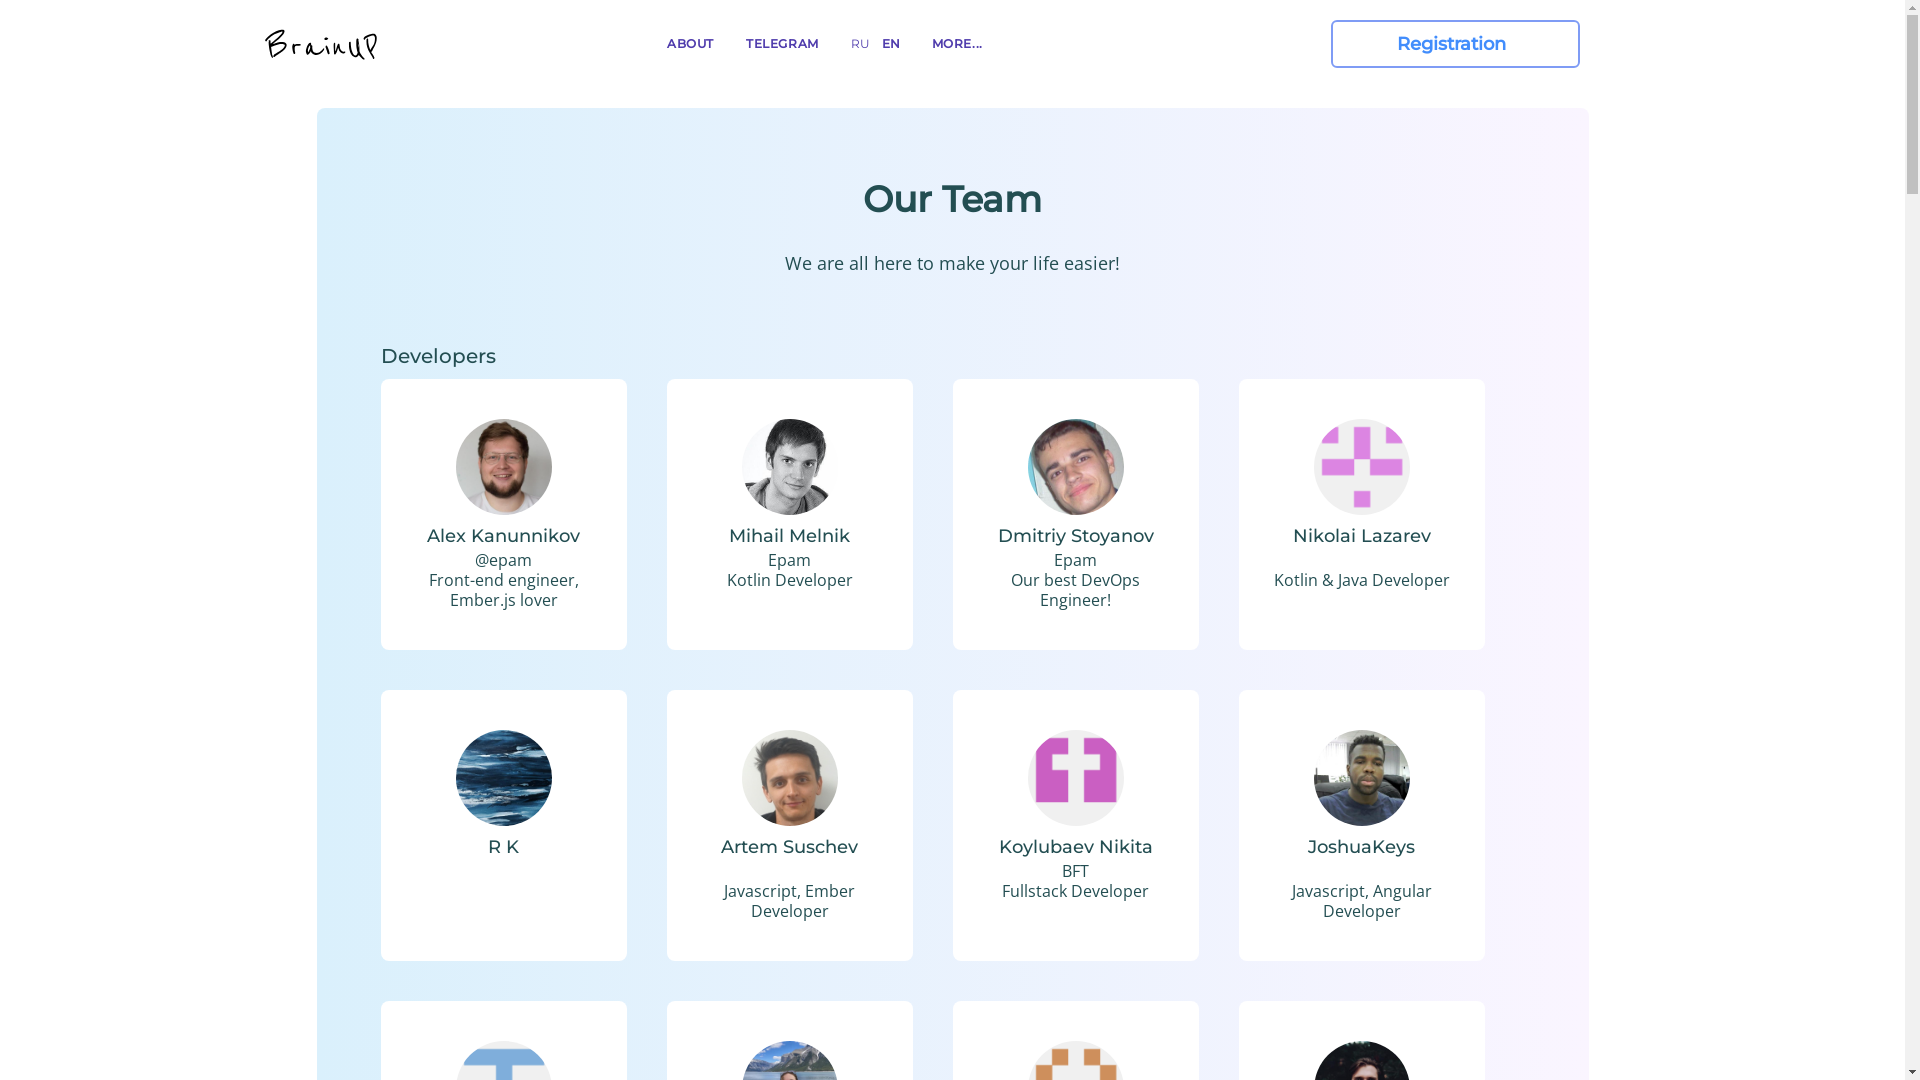 BrainUP
ABOUT
TELEGRAM
RU
EN
MORE...
Registration
Our Team
We are all here to make your life easier!
Developers
Alex Kanunnikov
@epam
Front-end engineer,
Ember.js lover
Mihail Melnik
Epam
Kotlin Developer
Dmitriy Stoyanov
Epam
Our best DevOps
Engineer!
Nikolai Lazarev
Kotlin & Java Developer
R K
Artem Suschev
Javascript, Ember
Developer
Koylubaev Nikita
BFT
Fullstack Developer
JoshuaKeys
Javascript, Angular
Developer